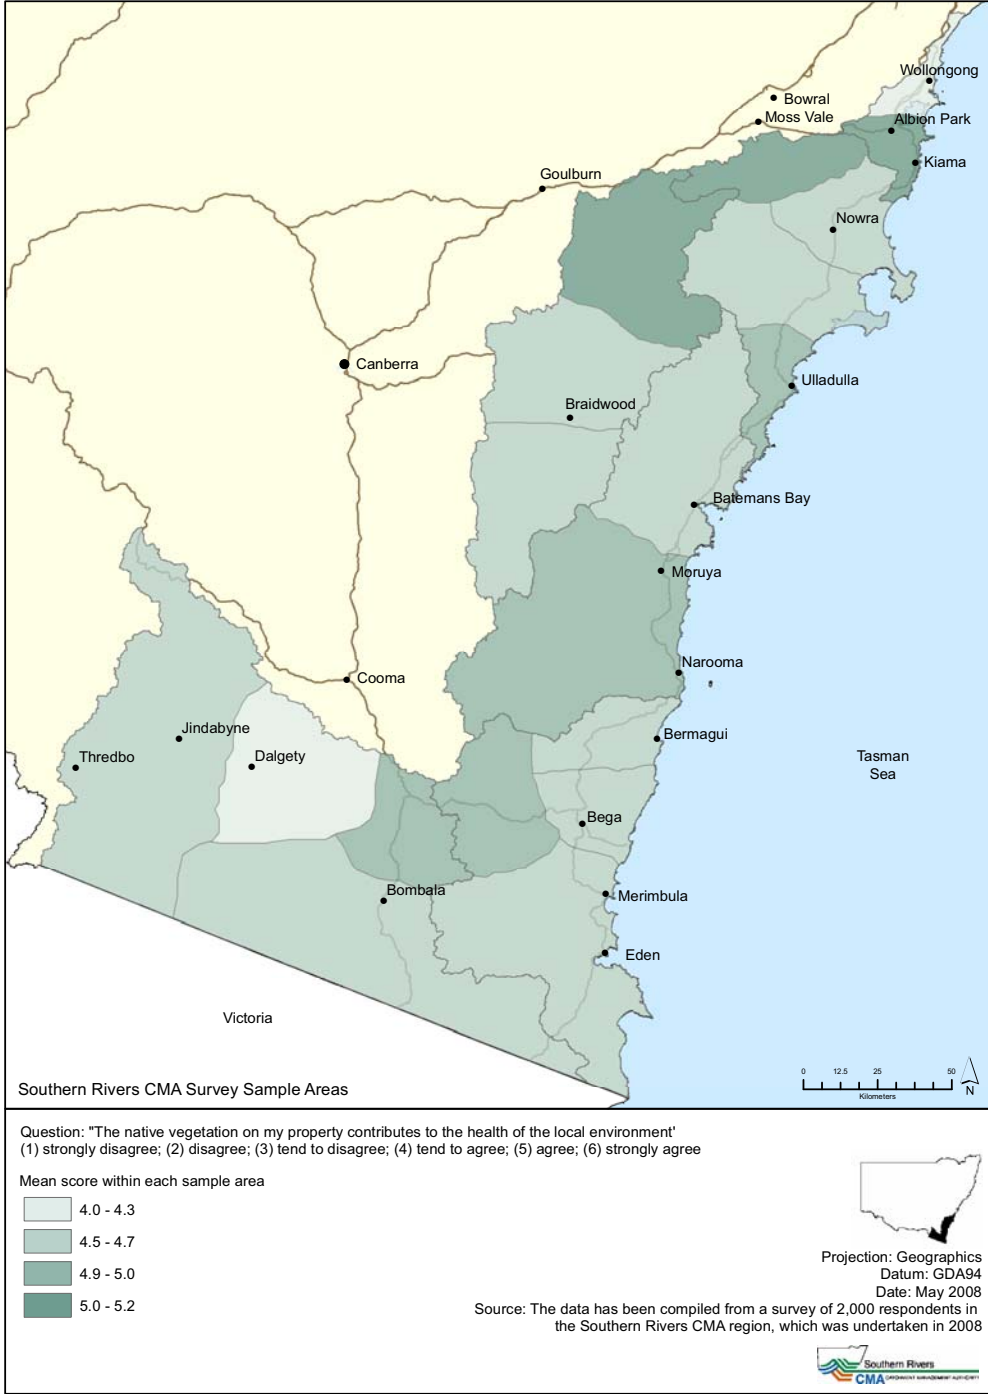 Wollongong
Bowral
Moss Vale
Albion Park
Kiama
Goulburn
Nowra
Canberra
Ulladulla
Braidwood
Batemans Bay
Moruya
Narooma
Cooma
Jindabyne
Bermagui
Thredbo
Dalgety
Tasman
Sea
Bega
Bombala
Merimbula
Eden
Victoria
Southern Rivers CMA Survey Sample Areas
0 12.5 25 50
Kilometers
N
Question: "The native vegetation on my property contributes to the health of the local environment'
(1) strongly disagree; (2) disagree; (3) tend to disagree; (4) tend to agree; (5) agree; (6) strongly agree
Mean score within each sample area
4.0 - 4.3
4.5 - 4.7
4.9 - 5.0
5.0 - 5.2
Projection: Geographics
Datum: GDA94
Date: May 2008
Source: The data has been compiled from a survey of 2,000 respondents in
the Southern Rivers CMA region, which was undertaken in 2008
Southern Rivers
CMA CATCHMENT MANAGEMENT AUTHORITY